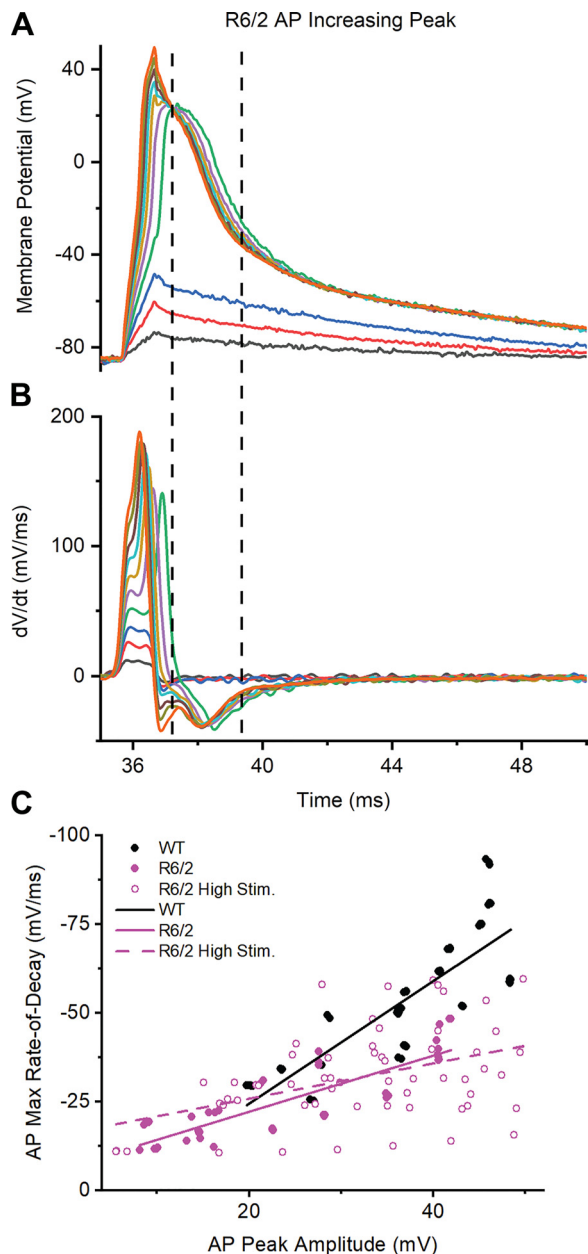 A
R6/2 AP Increasing Peak
Membrane Potential (mV)
40
0
-40
-80
B
dV/dt (mV/ms)
200
100
0
36
40
44
48
Time (ms)
C
AP Max Rate-of-Decay (mV/ms)
-100
-75
-50
-25
0
WT
R6/2
R6/2 High Stim.
WT
R6/2
R6/2 High Stim.
20
40
AP Peak Amplitude (mV)